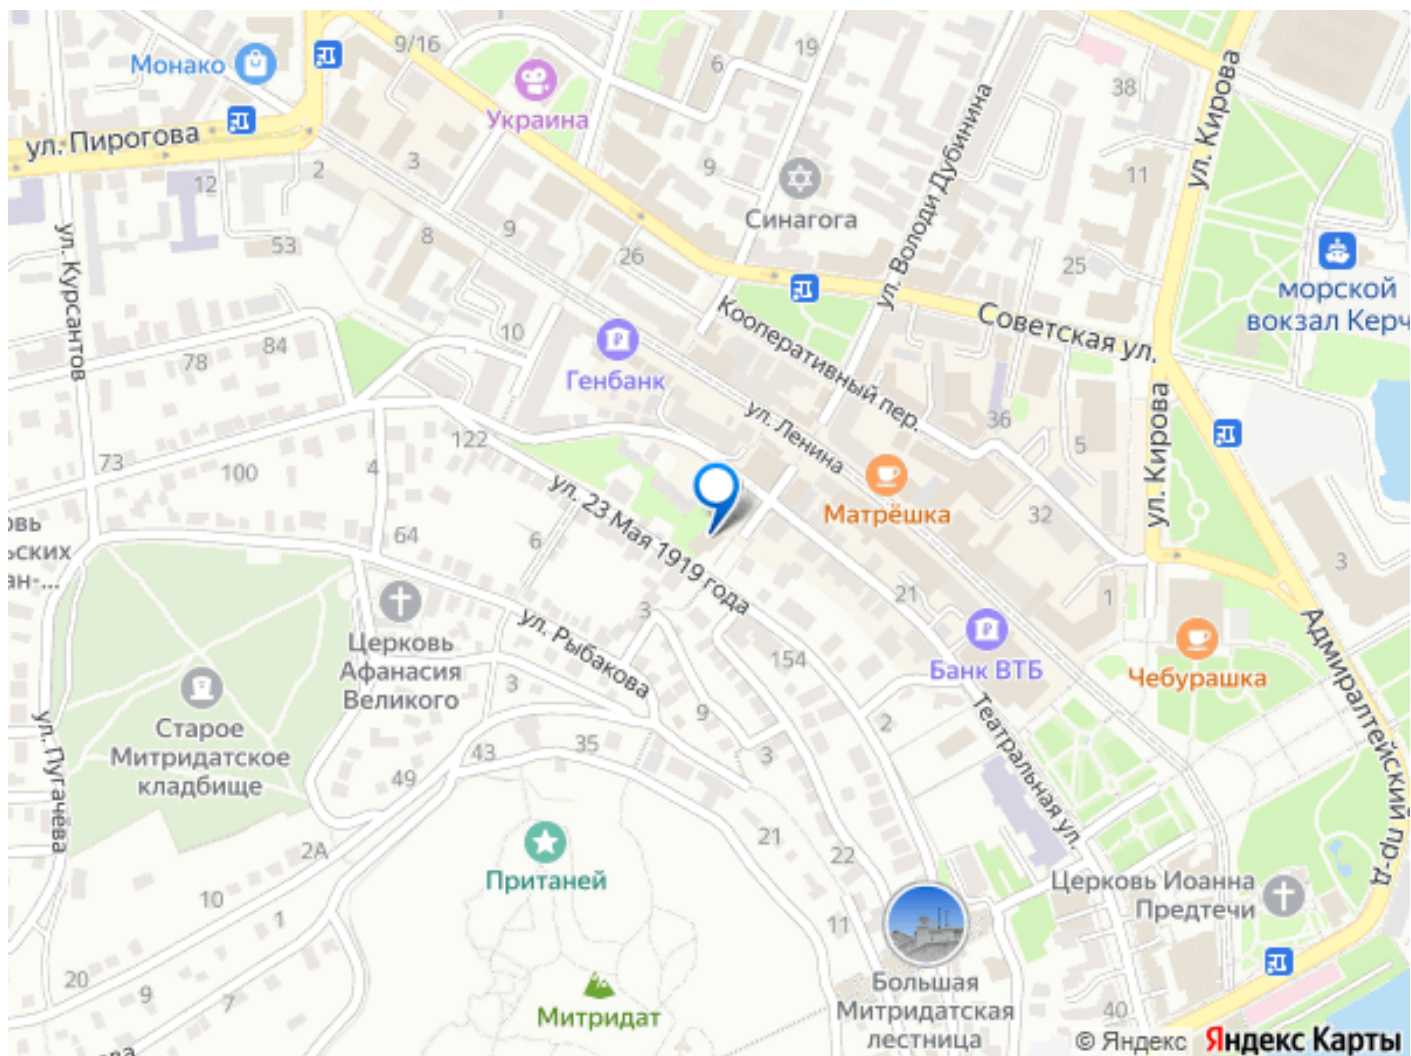 9/16
19
Монако
6
38
Украина
ул. Кирова
ул. Пирогова
3
9
11
2
12
ул. Володи Дубинина
Синагога
53
8
9
26
25
ул. Курсантов
морской
вокзал Керч
Кооперативный пер.
Советская ул.
10
84
78
Генбанк
ул. Ленина
36
5
ул. Кирова
122
73
100
4
Матрёшка
32
ул. 23 Мая 1919 года
64
6
овь
ьских
ан-...
3
21
1
3
Церковь
Афанасия
Великого
ул. Рыбакова
154
Банк ВТБ
Чебурашка
Адмиралтейский пр-д
3
9
2
Старое
Митридатское
кладбище
ул. Пугачёва
43
35
3
49
Театральная ул.
21
22
2А
Пританей
10
1
11
Церковь Иоанна
Предтечи
20
9
7
Митридат
Большая
Митридатская
лестница
40
© Яндекс Яндекс Карты